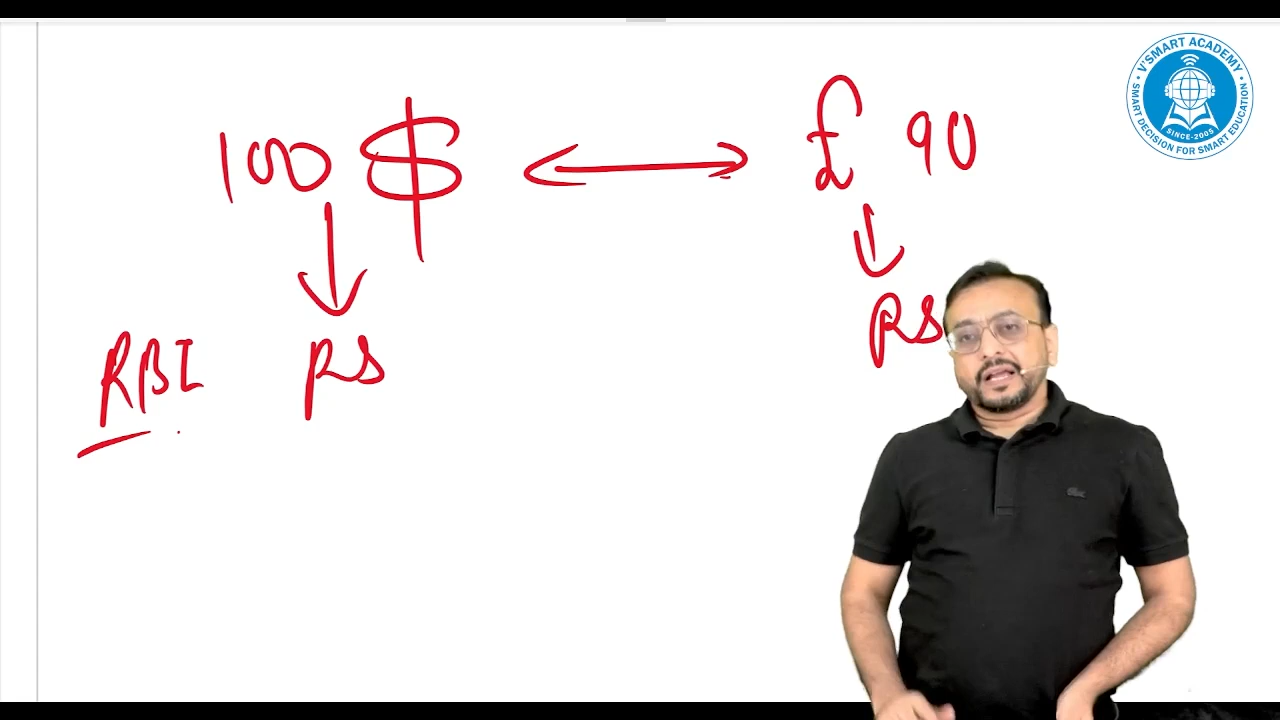 100 $ ↔ £ 90
↓ ↓
RBI RS RS
V'SMART ACADEMY
SMART DECISION FOR SMART EDUCATION
SINCE-2005